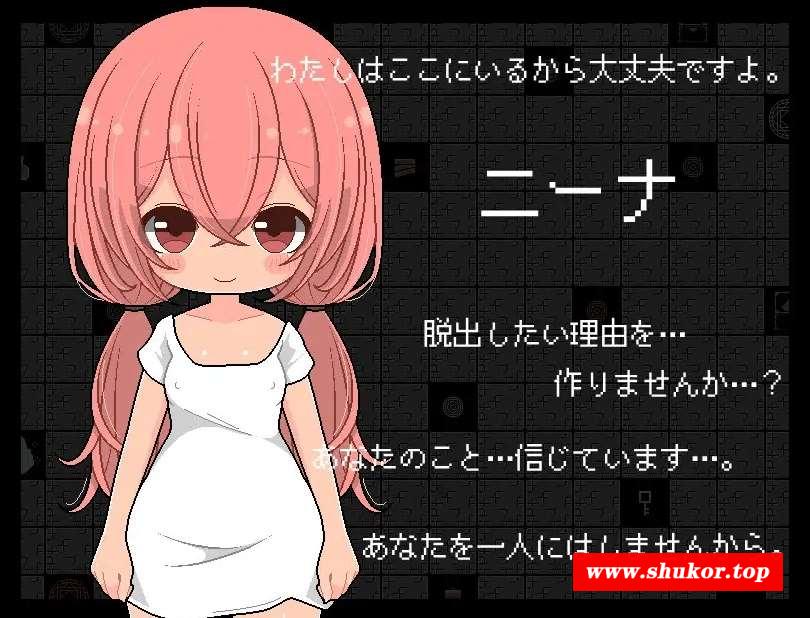 わたしはここにいるから大丈夫ですよ。
ニーナ
脱出したい理由を…
作りませんか…？
あなたのこと…信じています…。
あなたを一人にはしませんから。
www.shukor.top